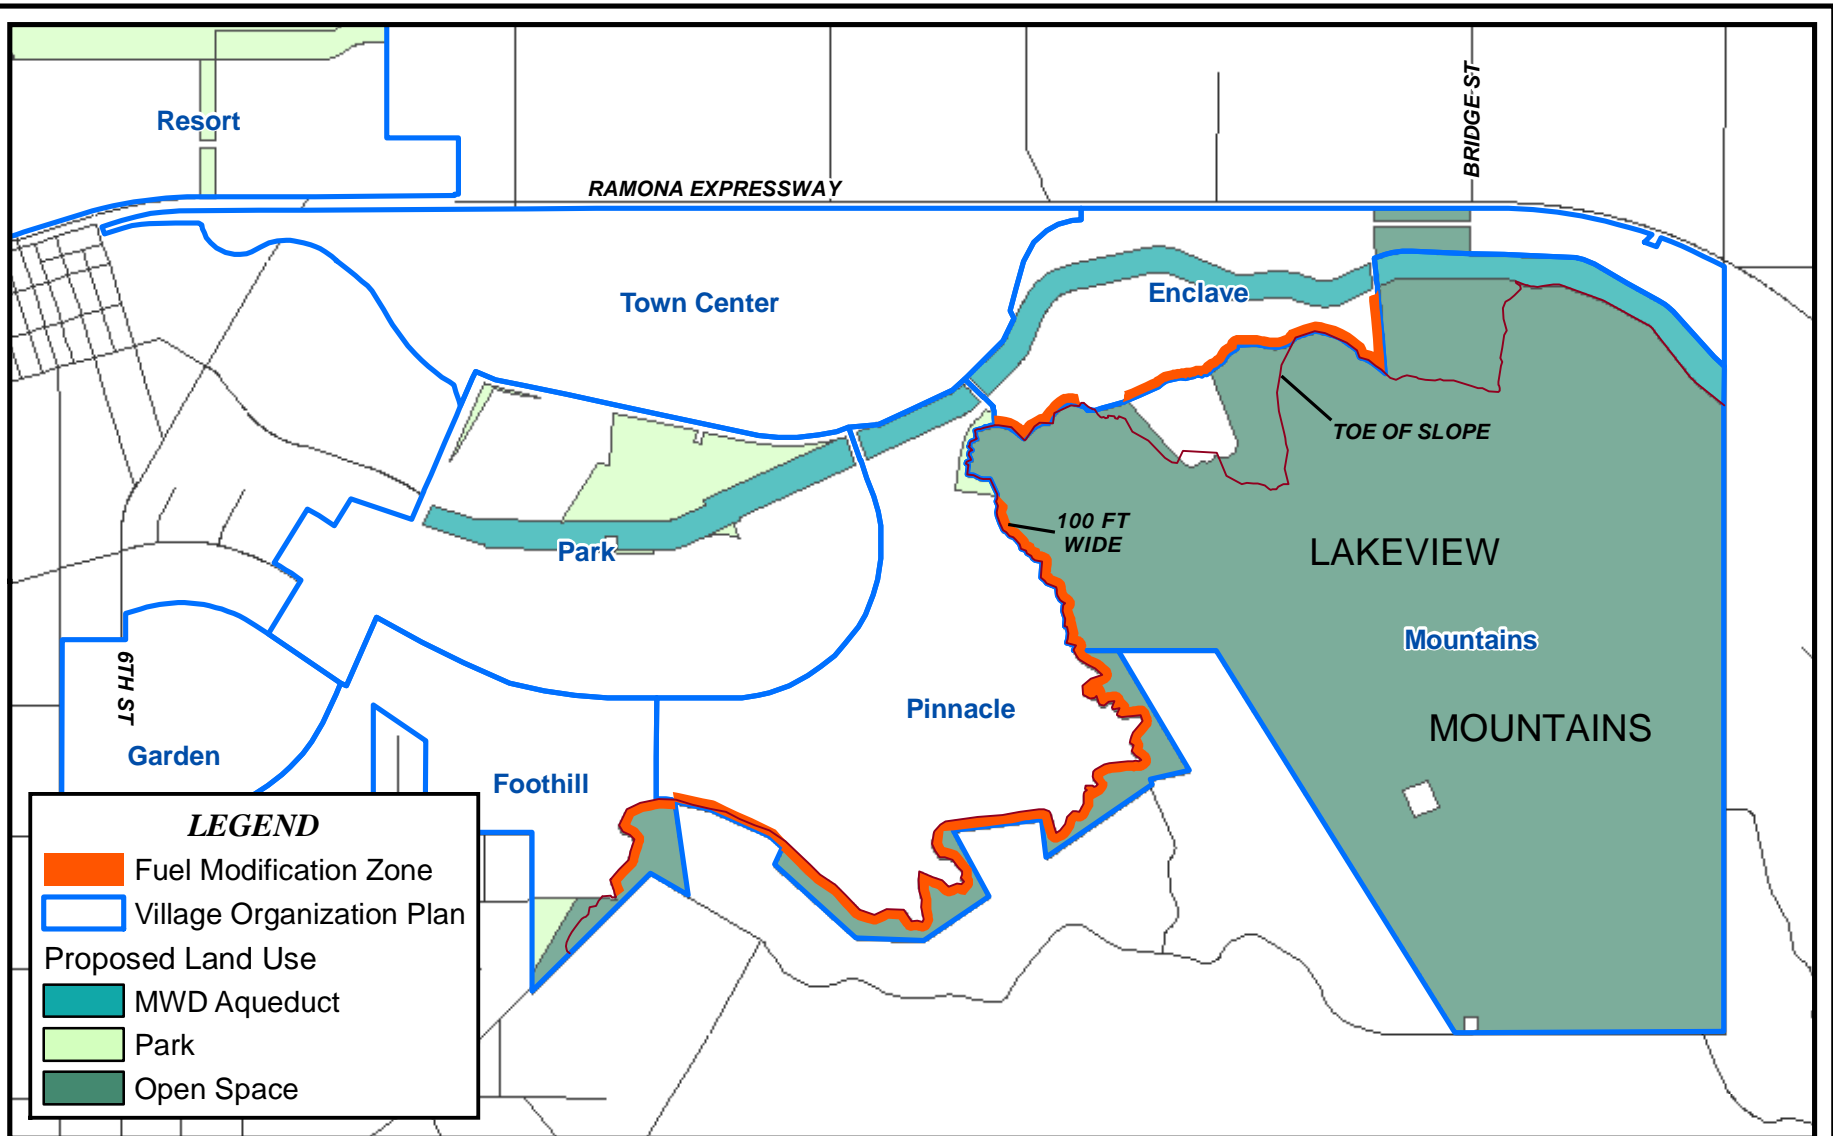 Resort
BRIDGE ST
RAMONA EXPRESSWAY
Town Center
Enclave
TOE OF SLOPE
100 FT
WIDE
Park
LAKEVIEW
Mountains
6TH ST
Pinnacle
MOUNTAINS
Garden
Foothill
LEGEND
Fuel Modification Zone
Village Organization Plan
Proposed Land Use
MWD Aqueduct
Park
Open Space